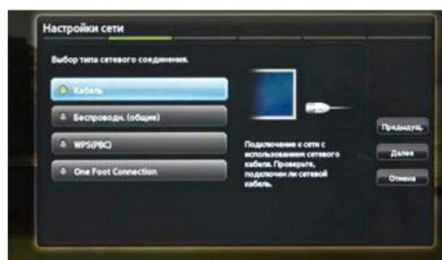 Настройки сети
Выбор типа сетевого соединения.
Кабель
Беспроводн. (общие)
WPS(PBC)
One Foot Connection
Подключение к сети с
использованием сетевого
кабеля. Проверьте,
подключен ли сетевой
кабель.
Предыдущ.
Далее
Отмена